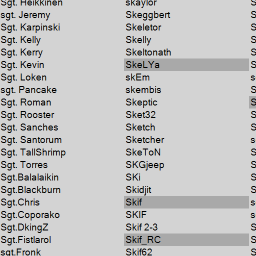 Sgt. Heikkinen skaylor
sgt. Jeremy Skeggbert S
Sgt. Karpinski Skeletor S
Sgt. Kelly Skelly S
Sgt. Kerry Skeltonath S
Sgt. Kevin SkeLYa S
Sgt. Loken skEm s
sgt. Pancake skembis S
Sgt. Roman Skeptic S
Sgt. Rooster Sket32 S
Sgt. Sanches Sketch S
Sgt. Santorum Sketcher s
Sgt. TallShrimp SkeToN S
Sgt. Torres SKGjeep S
Sgt.Balalaikin SKi S
Sgt.Blackburn Skidjit S
Sgt.Chris Skif s
Sgt.Coporako SKIF s
Sgt.DkingZ Skif 2-3 S
Sgt.Fistlarol Skif_RC S
sgt.Fronk Skif62 s